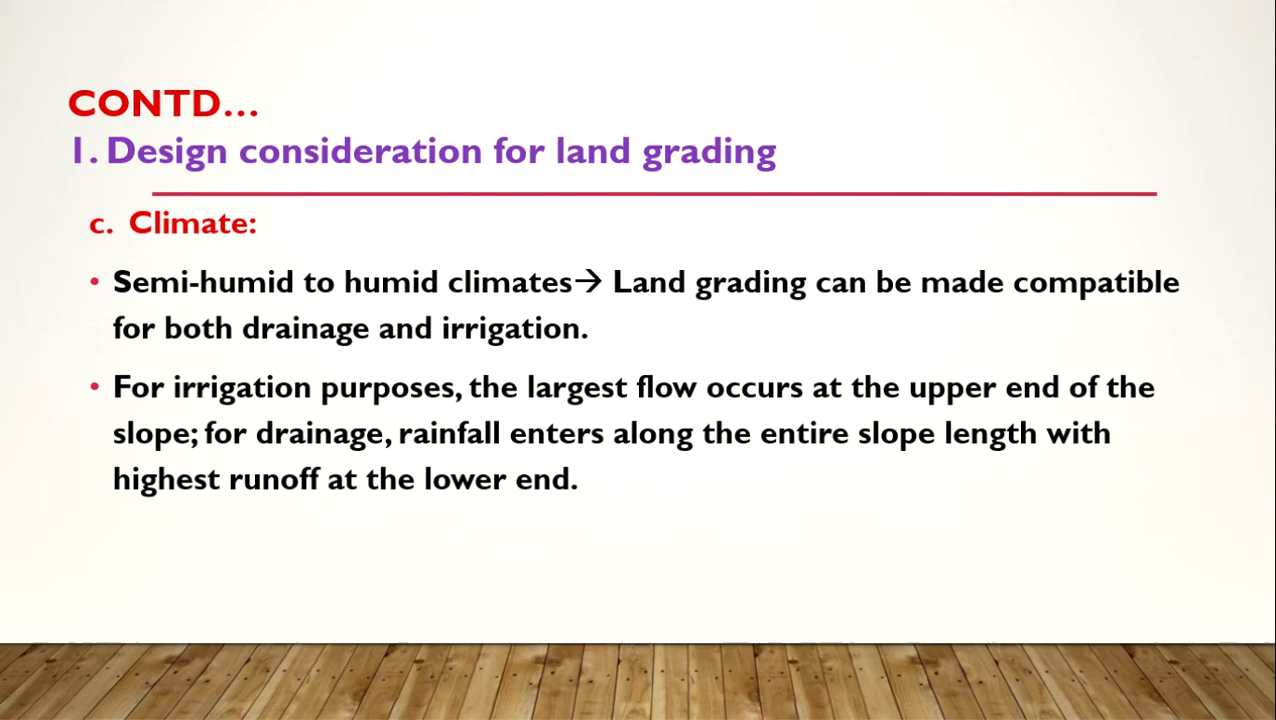 CONTD...
1. Design consideration for land grading
c. Climate:
• Semi-humid to humid climates→ Land grading can be made compatible
for both drainage and irrigation.
• For irrigation purposes, the largest flow occurs at the upper end of the
slope; for drainage, rainfall enters along the entire slope length with
highest runoff at the lower end.